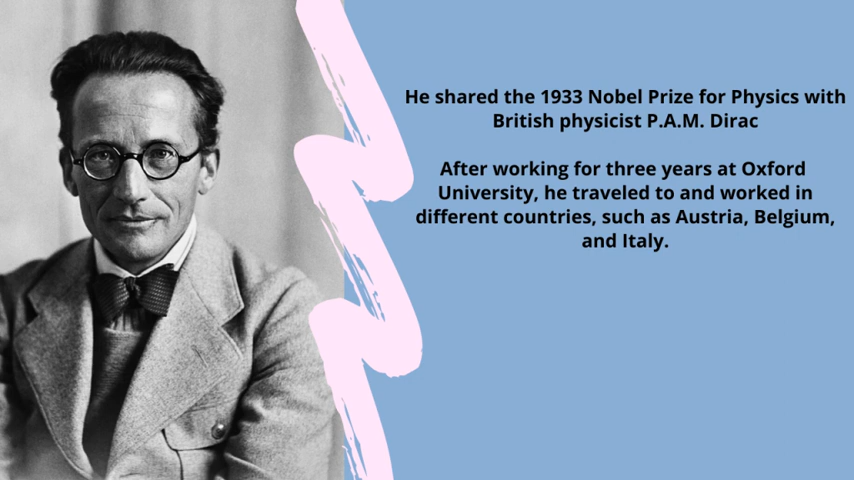 He shared the 1933 Nobel Prize for Physics with
British physicist P.A.M. Dirac
After working for three years at Oxford
University, he traveled to and worked in
different countries, such as Austria, Belgium,
and Italy.